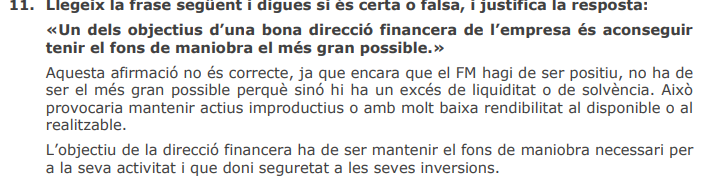 11. Llegeix la frase següent i digues si és certa o falsa, i justifica la resposta:
«Un dels objectius d’una bona direcció financera de l’empresa és aconseguir
tenir el fons de maniobra el més gran possible.»
Aquesta afirmació no és correcte, ja que encara que el FM hagi de ser positiu, no ha de
ser el més gran possible perquè sinó hi ha un excés de liquiditat o de solvència. Això
provocaria mantenir actius improductius o amb molt baixa rendibilitat al disponible o al
realitzable.
L’objectiu de la direcció financera ha de ser mantenir el fons de maniobra necessari per
a la seva activitat i que doni seguretat a les seves inversions.